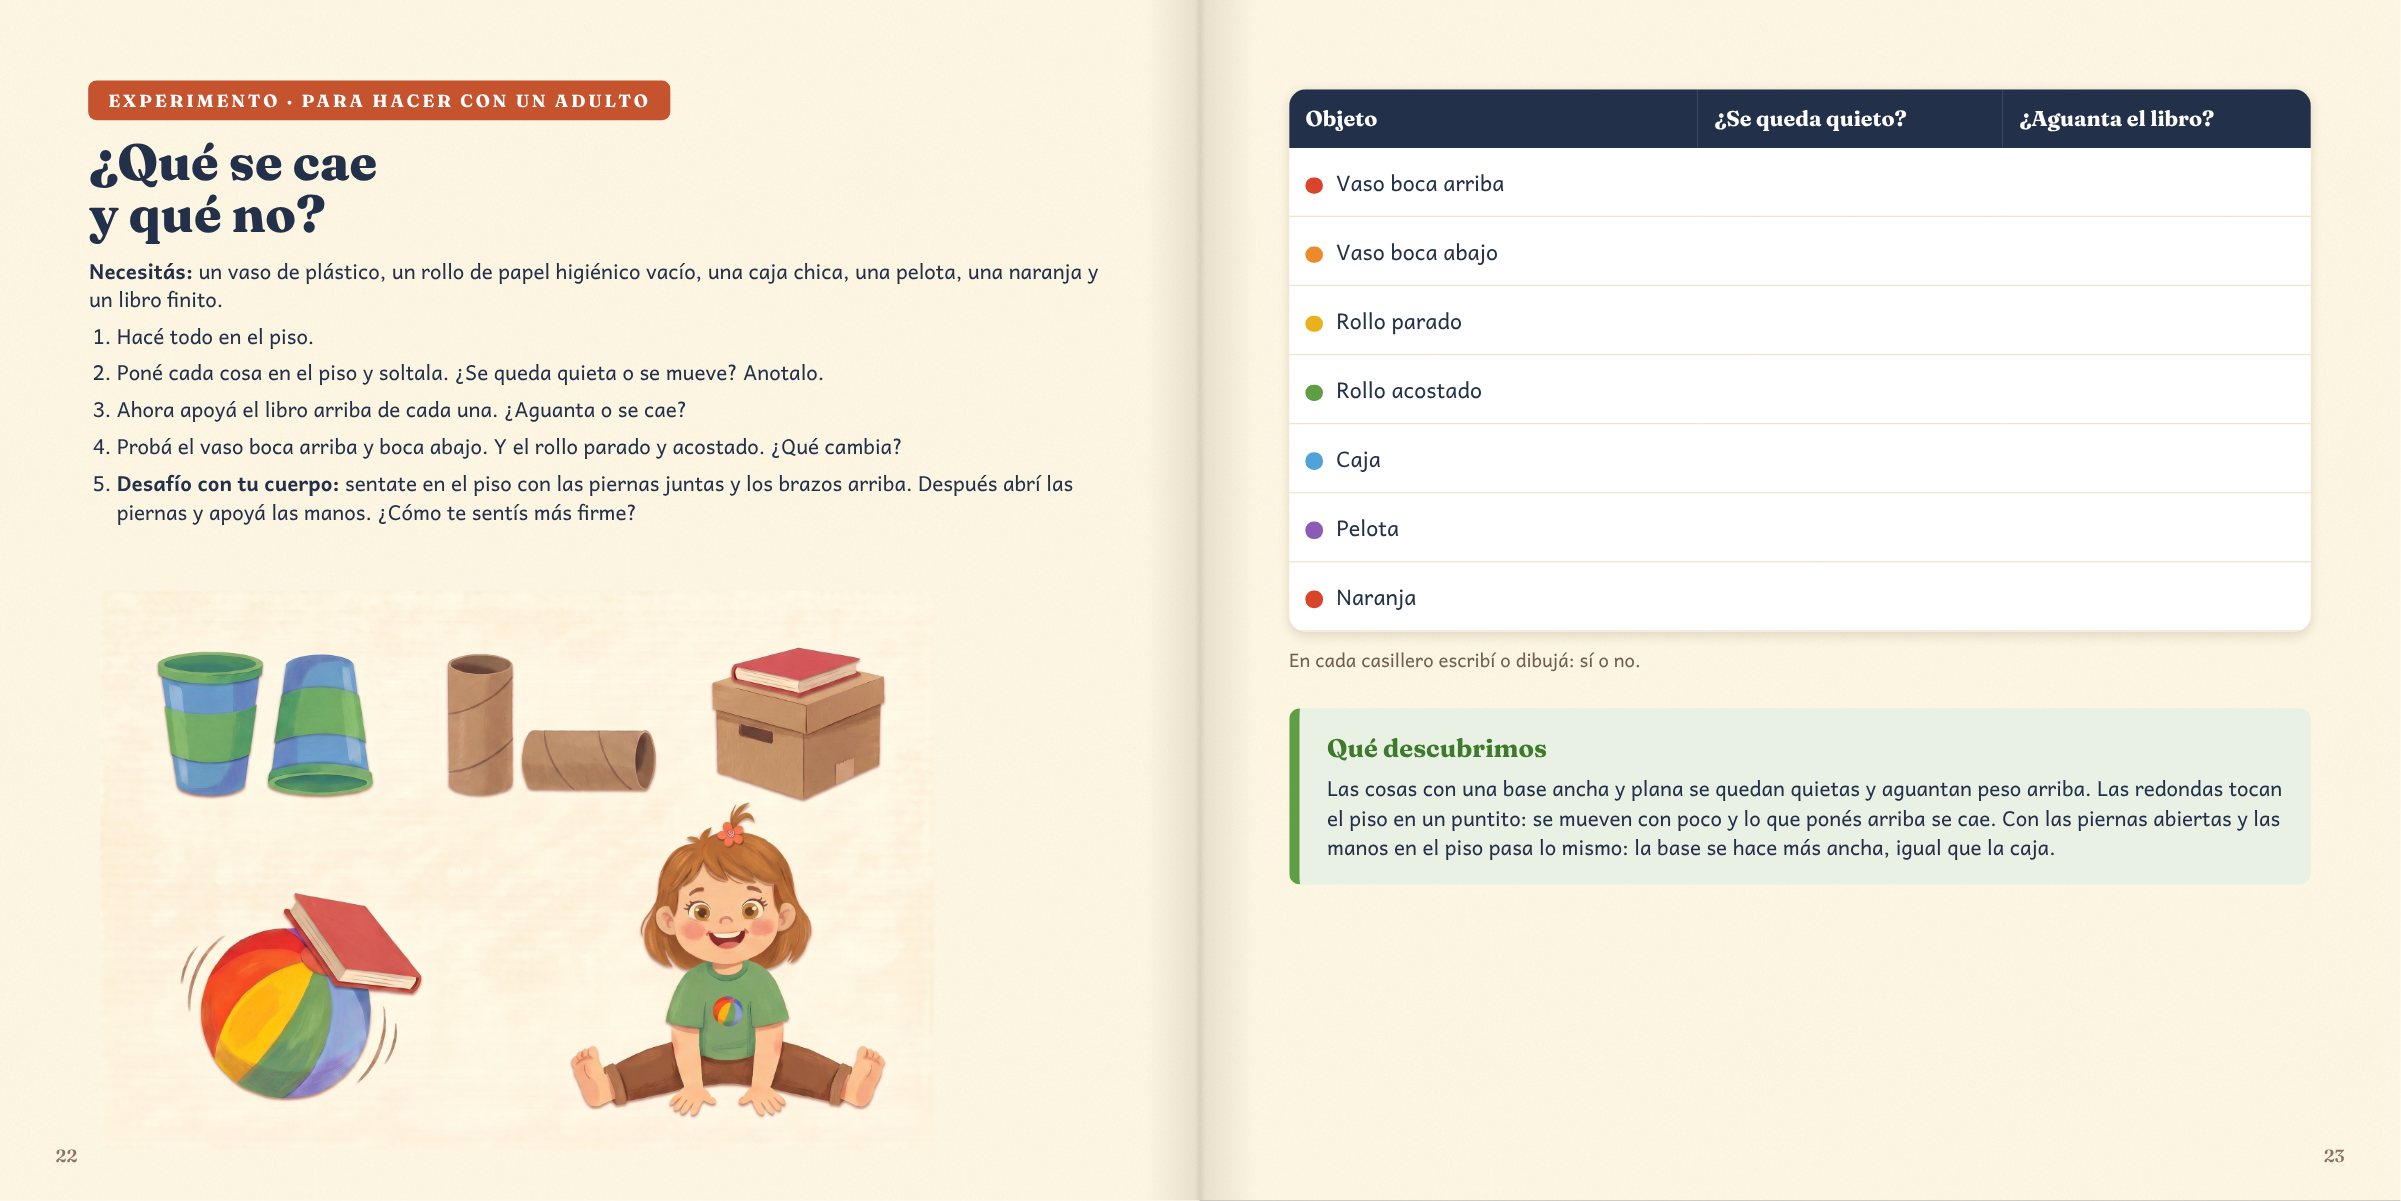 EXPERIMENTO · PARA HACER CON UN ADULTO
¿Qué se cae
y qué no?
Necesitás: un vaso de plástico, un rollo de papel higiénico vacío, una caja chica, una pelota, una naranja y
un libro finito.
1. Hacé todo en el piso.
2. Poné cada cosa en el piso y soltala. ¿Se queda quieta o se mueve? Anotalo.
3. Ahora apoyá el libro arriba de cada una. ¿Aguanta o se cae?
4. Probá el vaso boca arriba y boca abajo. Y el rollo parado y acostado. ¿Qué cambia?
5. Desafío con tu cuerpo: sentate en el piso con las piernas juntas y los brazos arriba. Después abrí las
piernas y apoyá las manos. ¿Cómo te sentís más firme?
22
Objeto ¿Se queda quieto? ¿Aguanta el libro?
Vaso boca arriba
Vaso boca abajo
Rollo parado
Rollo acostado
Caja
Pelota
Naranja
En cada casillero escribí o dibujá: sí o no.
Qué descubrimos
Las cosas con una base ancha y plana se quedan quietas y aguantan peso arriba. Las redondas tocan
el piso en un puntito: se mueven con poco y lo que ponés arriba se cae. Con las piernas abiertas y las
manos en el piso pasa lo mismo: la base se hace más ancha, igual que la caja.
23